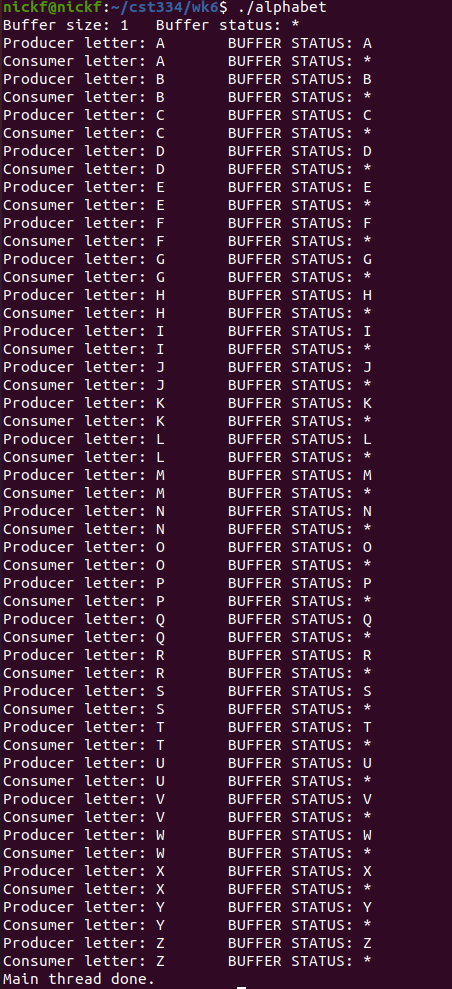 nickf@nickf:~/cst334/wk6$ ./alphabet
Buffer size: 1   Buffer status: *
Producer letter: A       BUFFER STATUS: A
Consumer letter: A       BUFFER STATUS: *
Producer letter: B       BUFFER STATUS: B
Consumer letter: B       BUFFER STATUS: *
Producer letter: C       BUFFER STATUS: C
Consumer letter: C       BUFFER STATUS: *
Producer letter: D       BUFFER STATUS: D
Consumer letter: D       BUFFER STATUS: *
Producer letter: E       BUFFER STATUS: E
Consumer letter: E       BUFFER STATUS: *
Producer letter: F       BUFFER STATUS: F
Consumer letter: F       BUFFER STATUS: *
Producer letter: G       BUFFER STATUS: G
Consumer letter: G       BUFFER STATUS: *
Producer letter: H       BUFFER STATUS: H
Consumer letter: H       BUFFER STATUS: *
Producer letter: I       BUFFER STATUS: I
Consumer letter: I       BUFFER STATUS: *
Producer letter: J       BUFFER STATUS: J
Consumer letter: J       BUFFER STATUS: *
Producer letter: K       BUFFER STATUS: K
Consumer letter: K       BUFFER STATUS: *
Producer letter: L       BUFFER STATUS: L
Consumer letter: L       BUFFER STATUS: *
Producer letter: M       BUFFER STATUS: M
Consumer letter: M       BUFFER STATUS: *
Producer letter: N       BUFFER STATUS: N
Consumer letter: N       BUFFER STATUS: *
Producer letter: O       BUFFER STATUS: O
Consumer letter: O       BUFFER STATUS: *
Producer letter: P       BUFFER STATUS: P
Consumer letter: P       BUFFER STATUS: *
Producer letter: Q       BUFFER STATUS: Q
Consumer letter: Q       BUFFER STATUS: *
Producer letter: R       BUFFER STATUS: R
Consumer letter: R       BUFFER STATUS: *
Producer letter: S       BUFFER STATUS: S
Consumer letter: S       BUFFER STATUS: *
Producer letter: T       BUFFER STATUS: T
Consumer letter: T       BUFFER STATUS: *
Producer letter: U       BUFFER STATUS: U
Consumer letter: U       BUFFER STATUS: *
Producer letter: V       BUFFER STATUS: V
Consumer letter: V       BUFFER STATUS: *
Producer letter: W       BUFFER STATUS: W
Consumer letter: W       BUFFER STATUS: *
Producer letter: X       BUFFER STATUS: X
Consumer letter: X       BUFFER STATUS: *
Producer letter: Y       BUFFER STATUS: Y
Consumer letter: Y       BUFFER STATUS: *
Producer letter: Z       BUFFER STATUS: Z
Consumer letter: Z       BUFFER STATUS: *
Main thread done.